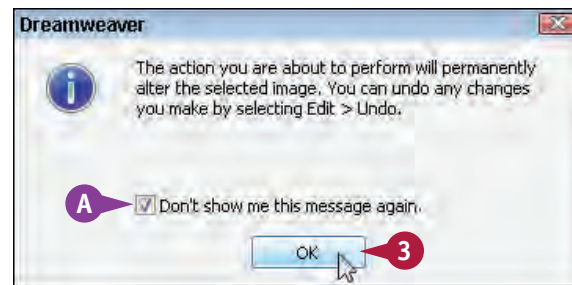 Dreamweaver
The action you are about to perform will permanently
alter the selected image. You can undo any changes
you make by selecting Edit > Undo.
A
Don't show me this message again.
OK
3